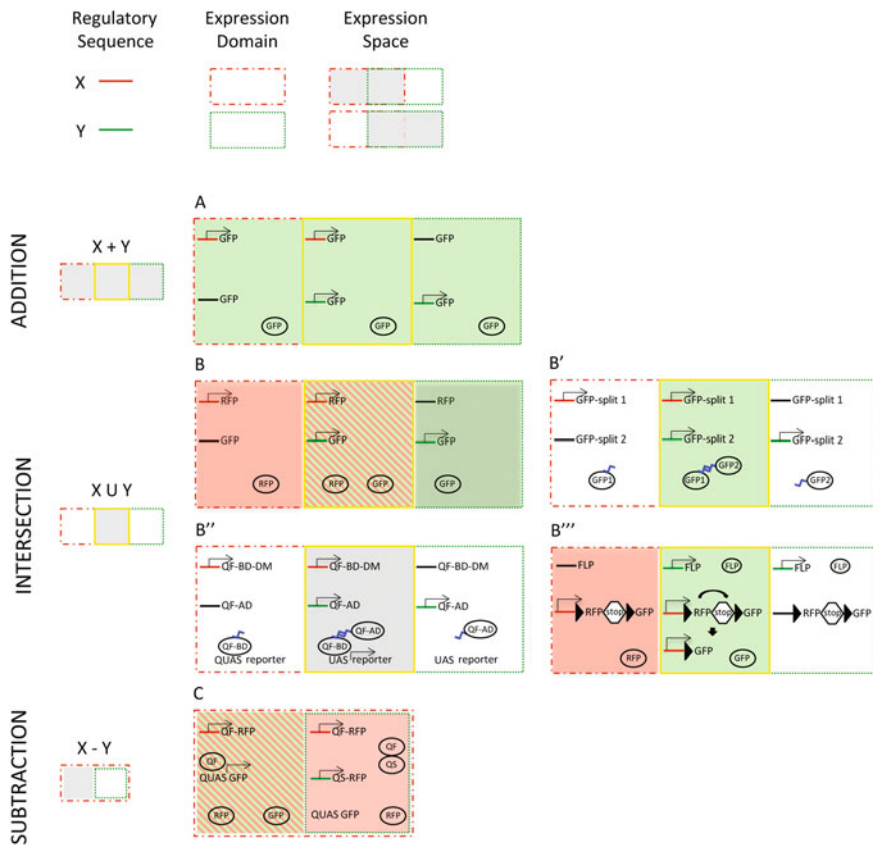 Regulatory Sequence
Expression Domain
Expression Space
X
Y
ADDITION
X + Y
A
GFP GFP GFP
GFP GFP GFP
GFP GFP GFP
INTERSECTION
X U Y
B
RFP RFP RFP
GFP GFP GFP
RFP RFP GFP GFP
B'
GFP-split 1 GFP-split 1 GFP-split 1
GFP-split 2 GFP-split 2 GFP-split 2
GFP1 GFP1 GFP2 GFP2
B''
QF-BD-DM QF-BD-DM QF-BD-DM
QF-AD QF-AD QF-AD
QF-BD QF-BD QF-AD QF-AD
QUAS reporter UAS reporter UAS reporter
B'''
FLP FLP FLP FLP FLP
RFP stop GFP RFP stop GFP RFP stop GFP
GFP
RFP GFP
SUBTRACTION
X - Y
C
QF-RFP QF-RFP
QF QF
QS
QUAS GFP QS-RFP
RFP GFP QUAS GFP RFP